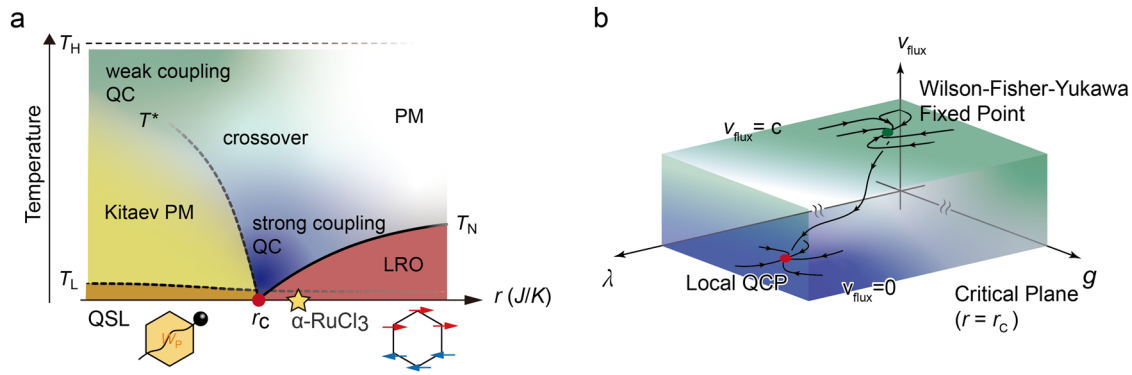 a
T_H
weak coupling
QC
T*
PM
crossover
Temperature
Kitaev PM
strong coupling
QC
T_N
LRO
T_L
r (J/K)
QSL
r_C
α-RuCl3
W_P
b
v_flux
Wilson-Fisher-Yukawa
Fixed Point
v_flux = c
λ
Local QCP
v_flux=0
g
Critical Plane
(r = r_C )